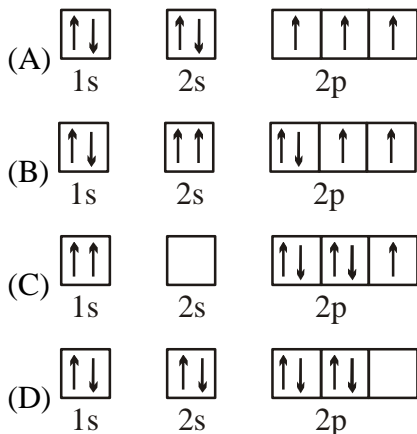 (A) ↑↓ ↑↓ ↑ ↑ ↑
1s 2s 2p
(B) ↑↓ ↑↑ ↑↓ ↑ ↑
1s 2s 2p
(C) ↑↑ ↑↓ ↑↓ ↑
1s 2s 2p
(D) ↑↓ ↑↓ ↑↓ ↑↓
1s 2s 2p